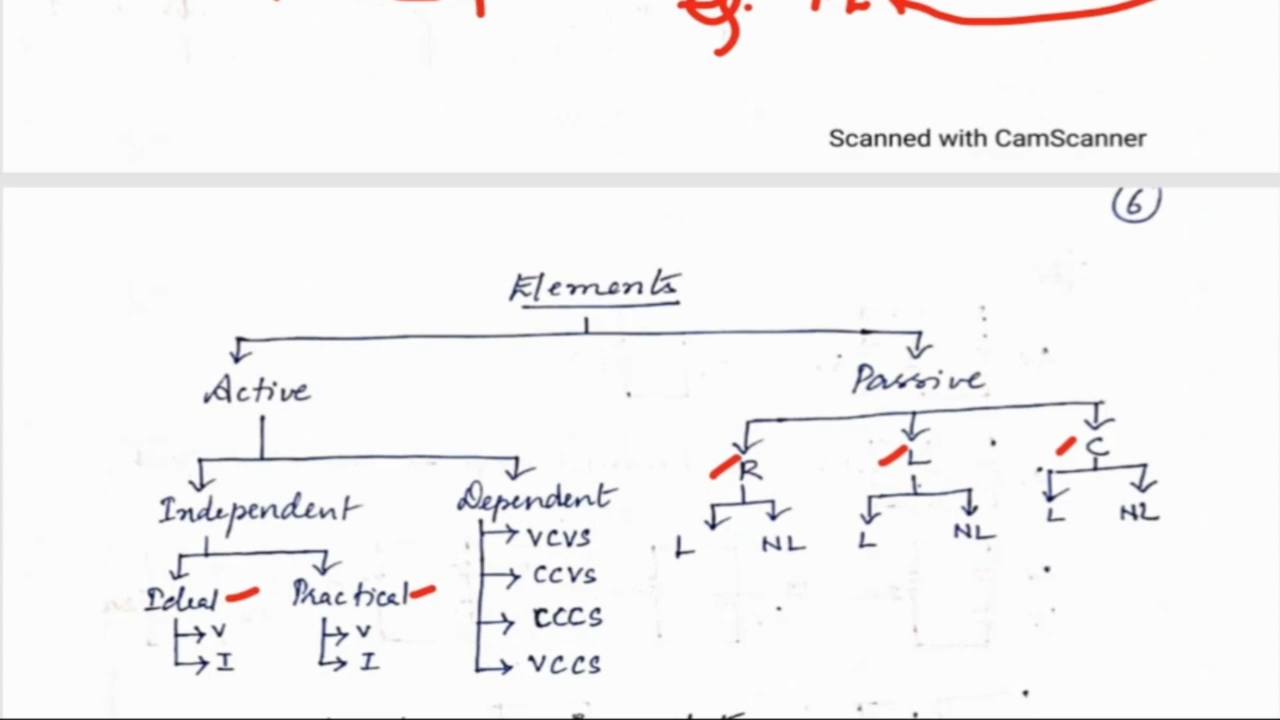 Scanned with CamScanner
6
Elements
Active
Passive
R
L
C
Independent
Dependent
L
NL
L
NL
L
NL
VCVS
CCVS
CCCS
VCCS
Ideal
Practical
V
I
V
I